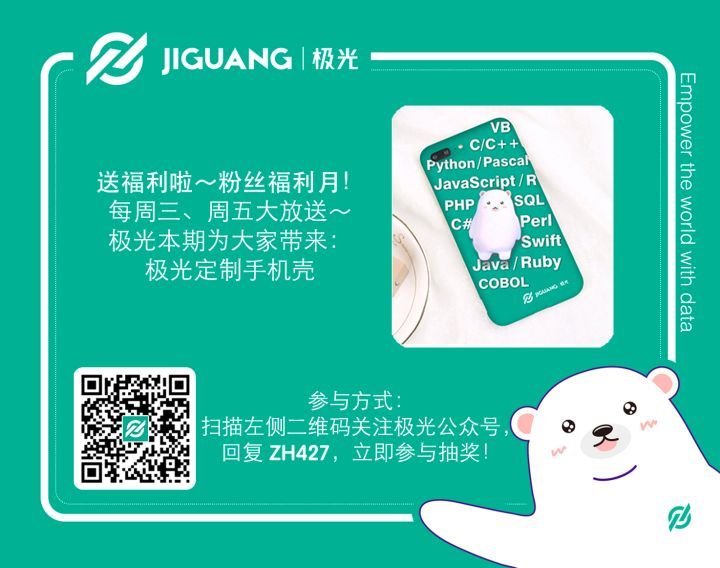 JIGUANG | 极光
Empower the world with data
送福利啦～粉丝福利月!
每周三、周五大放送～
极光本期为大家带来:
极光定制手机壳
VB
C/C++
Python/Pascal
JavaScript/R
PHP SQL
C# Perl
Swift
Java/Ruby
COBOL
JIGUANG 极光
参与方式:
扫描左侧二维码关注极光公众号,
回复 ZH427，立即参与抽奖!